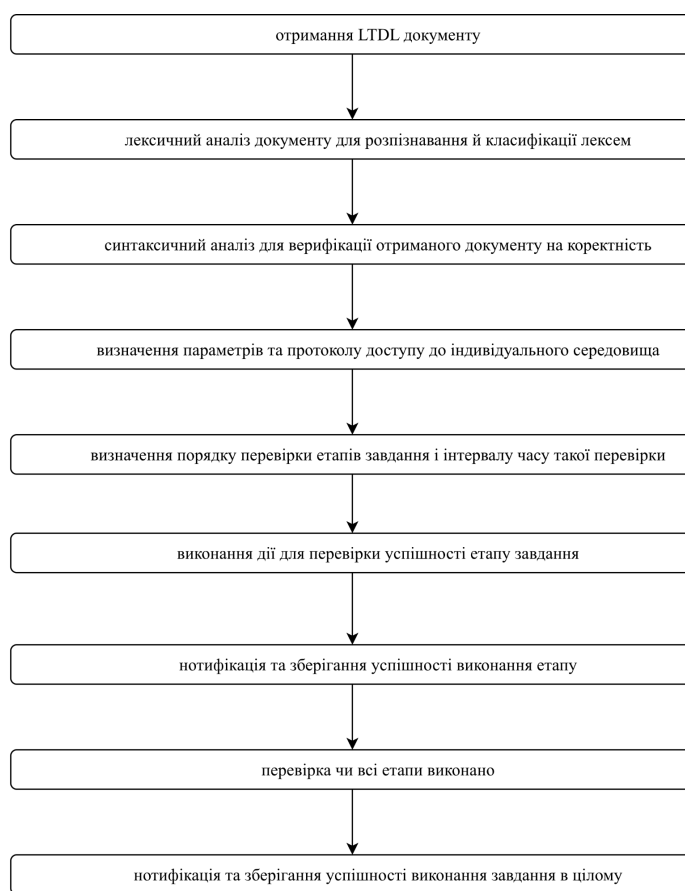 отримання LTDL документу
лексичний аналіз документу для розпізнавання й класифікації лексем
синтаксичний аналіз для верифікації отриманого документу на коректність
визначення параметрів та протоколу доступу до індивідуального середовища
визначення порядку перевірки етапів завдання і інтервалу часу такої перевірки
виконання дії для перевірки успішності етапу завдання
нотифікація та зберігання успішності виконання етапу
перевірка чи всі етапи виконано
нотифікація та зберігання успішності виконання завдання в цілому